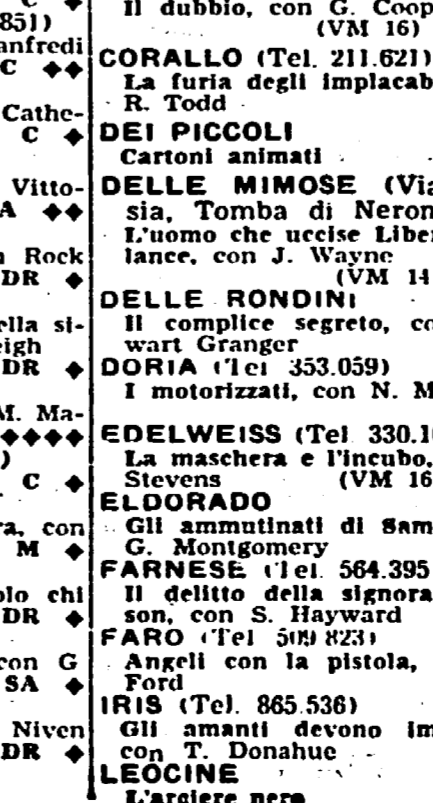 C ◆
851)
anfredi
C ◆◆
Cathe-
C ◆
Vitto-
A ◆◆
Rock
DR ◆
ella si-
eigh
DR ◆
M. Ma-
◆◆◆◆
)
C ◆
ra, con
M ◆
olo chi
DR ◆
con G
SA ◆
Niven
DR ◆
Il dubbio, con G. Coop
(VM 16)
CORALLO (Tel. 211.621)
La furia degli implacab
R. Todd
DEI PICCOLI
Cartoni animati
DELLE MIMOSE (Via
sia, Tomba di Neron
L'uomo che uccise Liber
lance, con J. Wayne
(VM 14
DELLE RONDINI
Il complice segreto, co
wart Granger
DORIA (Tel 353.059)
I motorizzati, con N. M
EDELWEISS (Tel 330.10
La maschera e l'incubo,
Stevens (VM 16
ELDORADO
Gli ammutinati di Sam
G. Montgomery
FARNESE (Tel. 564.395
Il delitto della signora
son, con S. Hayward
FARO (Tel 509 823)
Angeli con la pistola,
Ford
IRIS (Tel. 865.536)
Gli amanti devono im
con T. Donahue
LEOCINE
L'arciere nero